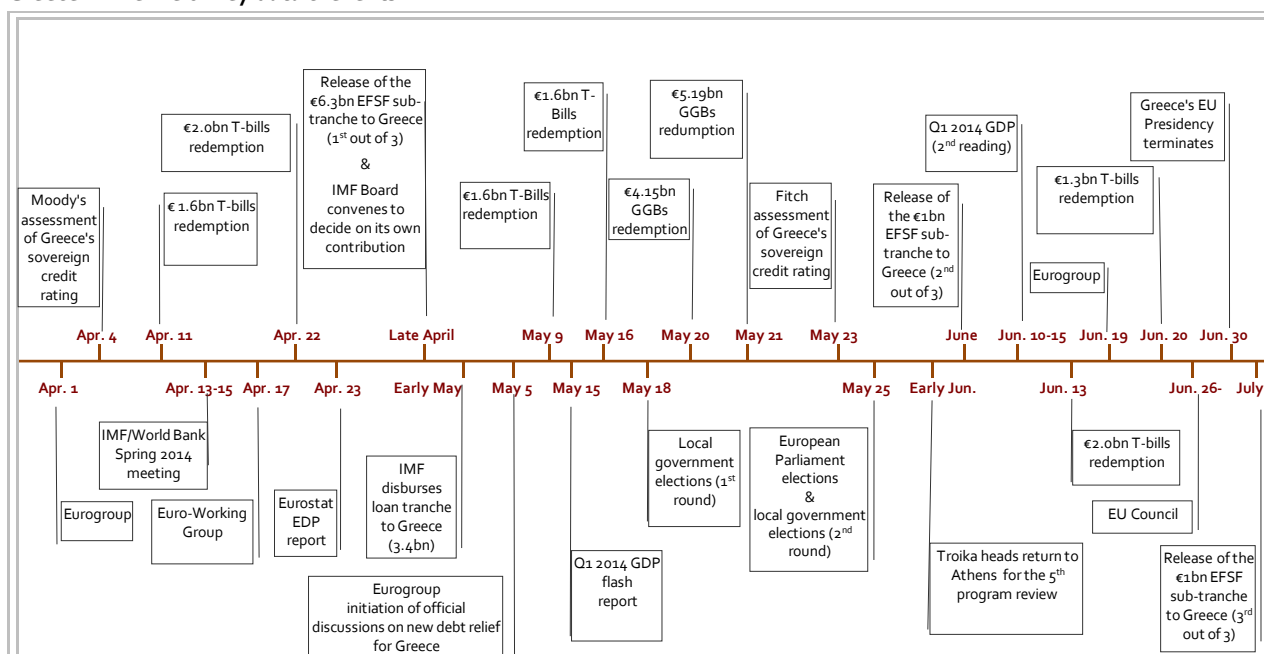 Moody's
assessment
of Greece's
sovereign
credit
rating
€2.0bn T-bills
redemption
€ 1.6bn T-bills
redemption
Release of the
€6.3bn EFSF sub-
tranche to Greece
(1st out of 3)
&
IMF Board
convenes to
decide on its own
contribution
€1.6bn T-Bills
redemption
€1.6bn T-
Bills
redemption
€4.15bn
GGBs
redemption
€5.19bn
GGBs
redumption
Fitch
assessment
of Greece's
sovereign
credit rating
Release of
the €1bn
EFSF sub-
tranche to
Greece (2nd
out of 3)
Q1 2014 GDP
(2nd reading)
Eurogroup
€1.3bn T-bills
redemption
Greece's EU
Presidency
terminates
Apr. 4
Apr. 11
Apr. 22
Late April
May 9
May 16
May 20
May 21
May 23
June
Jun. 10-15
Jun. 19
Jun. 20
Jun. 30
Apr. 1
Apr. 13-15
Apr. 17
Apr. 23
Early May
May 5
May 15
May 18
May 25
Early Jun.
Jun. 13
Jun. 26-
July
Eurogroup
IMF/World Bank
Spring 2014
meeting
Euro-Working
Group
Eurostat
EDP
report
IMF
disburses
loan tranche
to Greece
(3.4bn)
Eurogroup
initiation of official
discussions on new debt relief
for Greece
Q1 2014 GDP
flash
report
Local
government
elections (1st
round)
European
Parliament
elections
&
local government
elections (2nd
round)
Troika heads return to
Athens for the 5th
program review
€2.0bn T-bills
redemption
EU Council
Release of the
€1bn EFSF
sub-tranche
to Greece (3rd
out of 3)